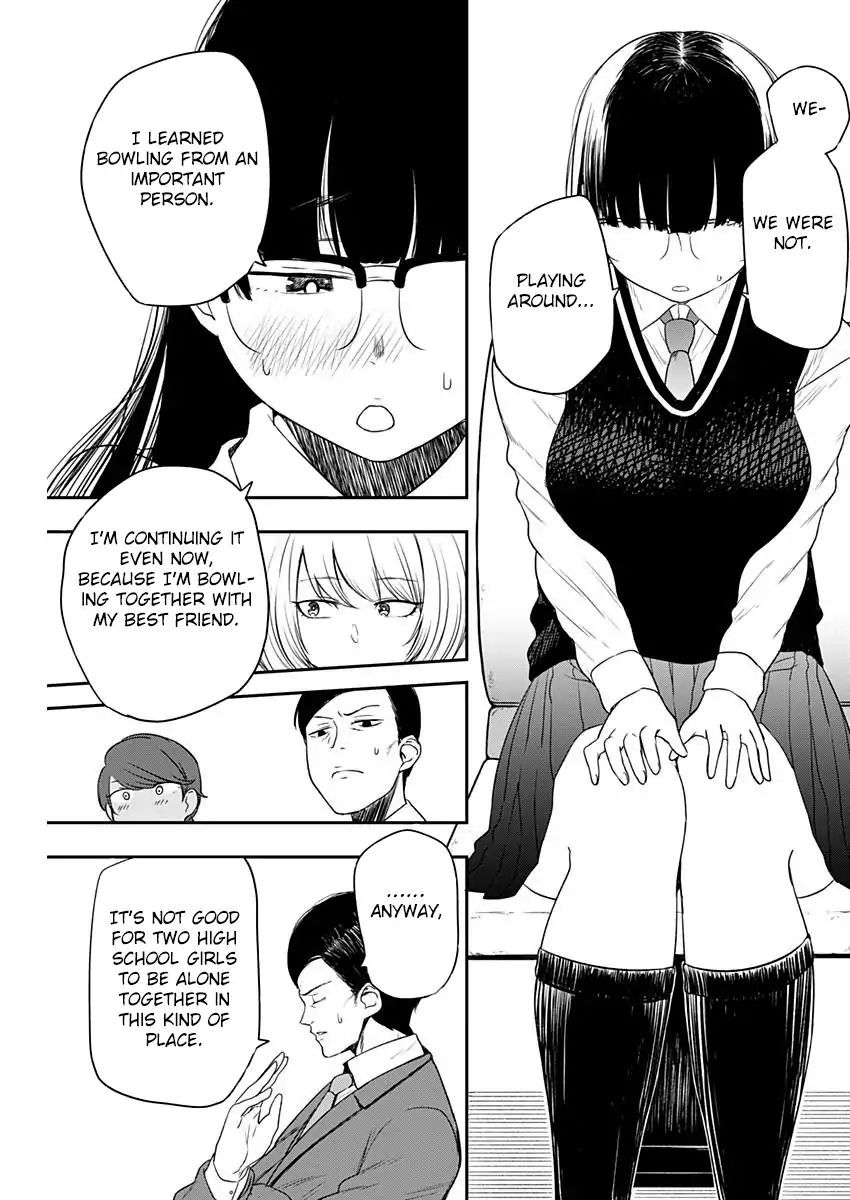 WE-
WE WERE
NOT.
PLAYING
AROUND...
I LEARNED
BOWLING FROM AN
IMPORTANT
PERSON.
I'M CONTINUING IT
EVEN NOW,
BECAUSE I'M BOWL-
ING TOGETHER WITH
MY BEST FRIEND.
......
ANYWAY,
IT'S NOT GOOD
FOR TWO HIGH
SCHOOL GIRLS
TO BE ALONE
TOGETHER IN
THIS KIND OF
PLACE.